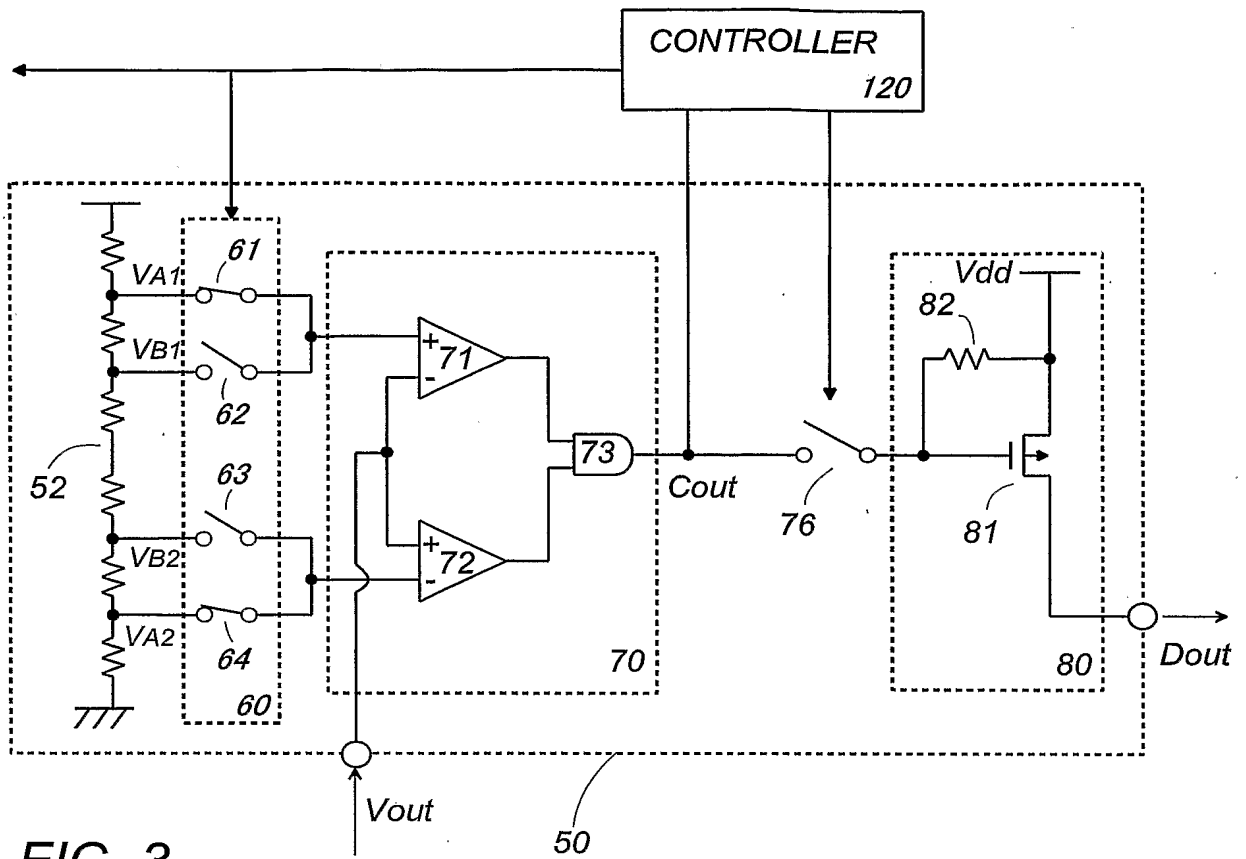 CONTROLLER
120
61
VA1
VB1
62
52
63
VB2
VA2
64
60
+
-
71
+
-
72
73
70
Cout
76
Vdd
82
81
80
Dout
Vout
50
FIG. 3